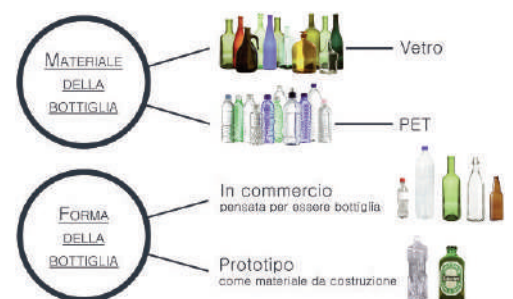 MATERIALE
DELLA
BOTTIGLIA
Vetro
PET
FORMA
DELLA
BOTTIGLIA
In commercio
pensata per essere bottiglia
Prototipo
come materiale da costruzione